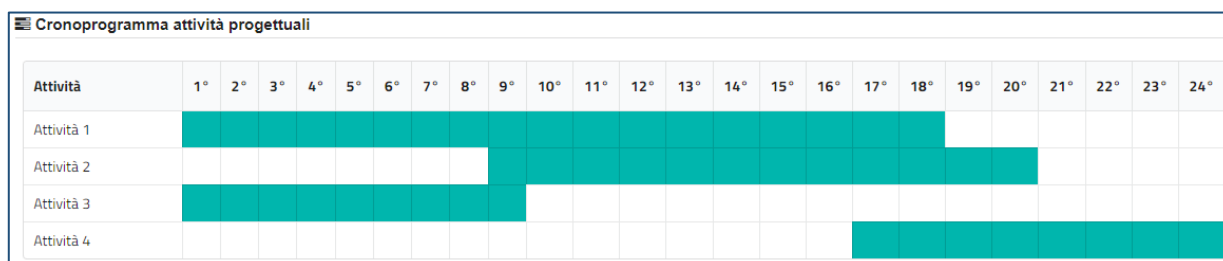 Cronoprogramma attività progettuali
Attività 1° 2° 3° 4° 5° 6° 7° 8° 9° 10° 11° 12° 13° 14° 15° 16° 17° 18° 19° 20° 21° 22° 23° 24°
Attività 1
Attività 2
Attività 3
Attività 4